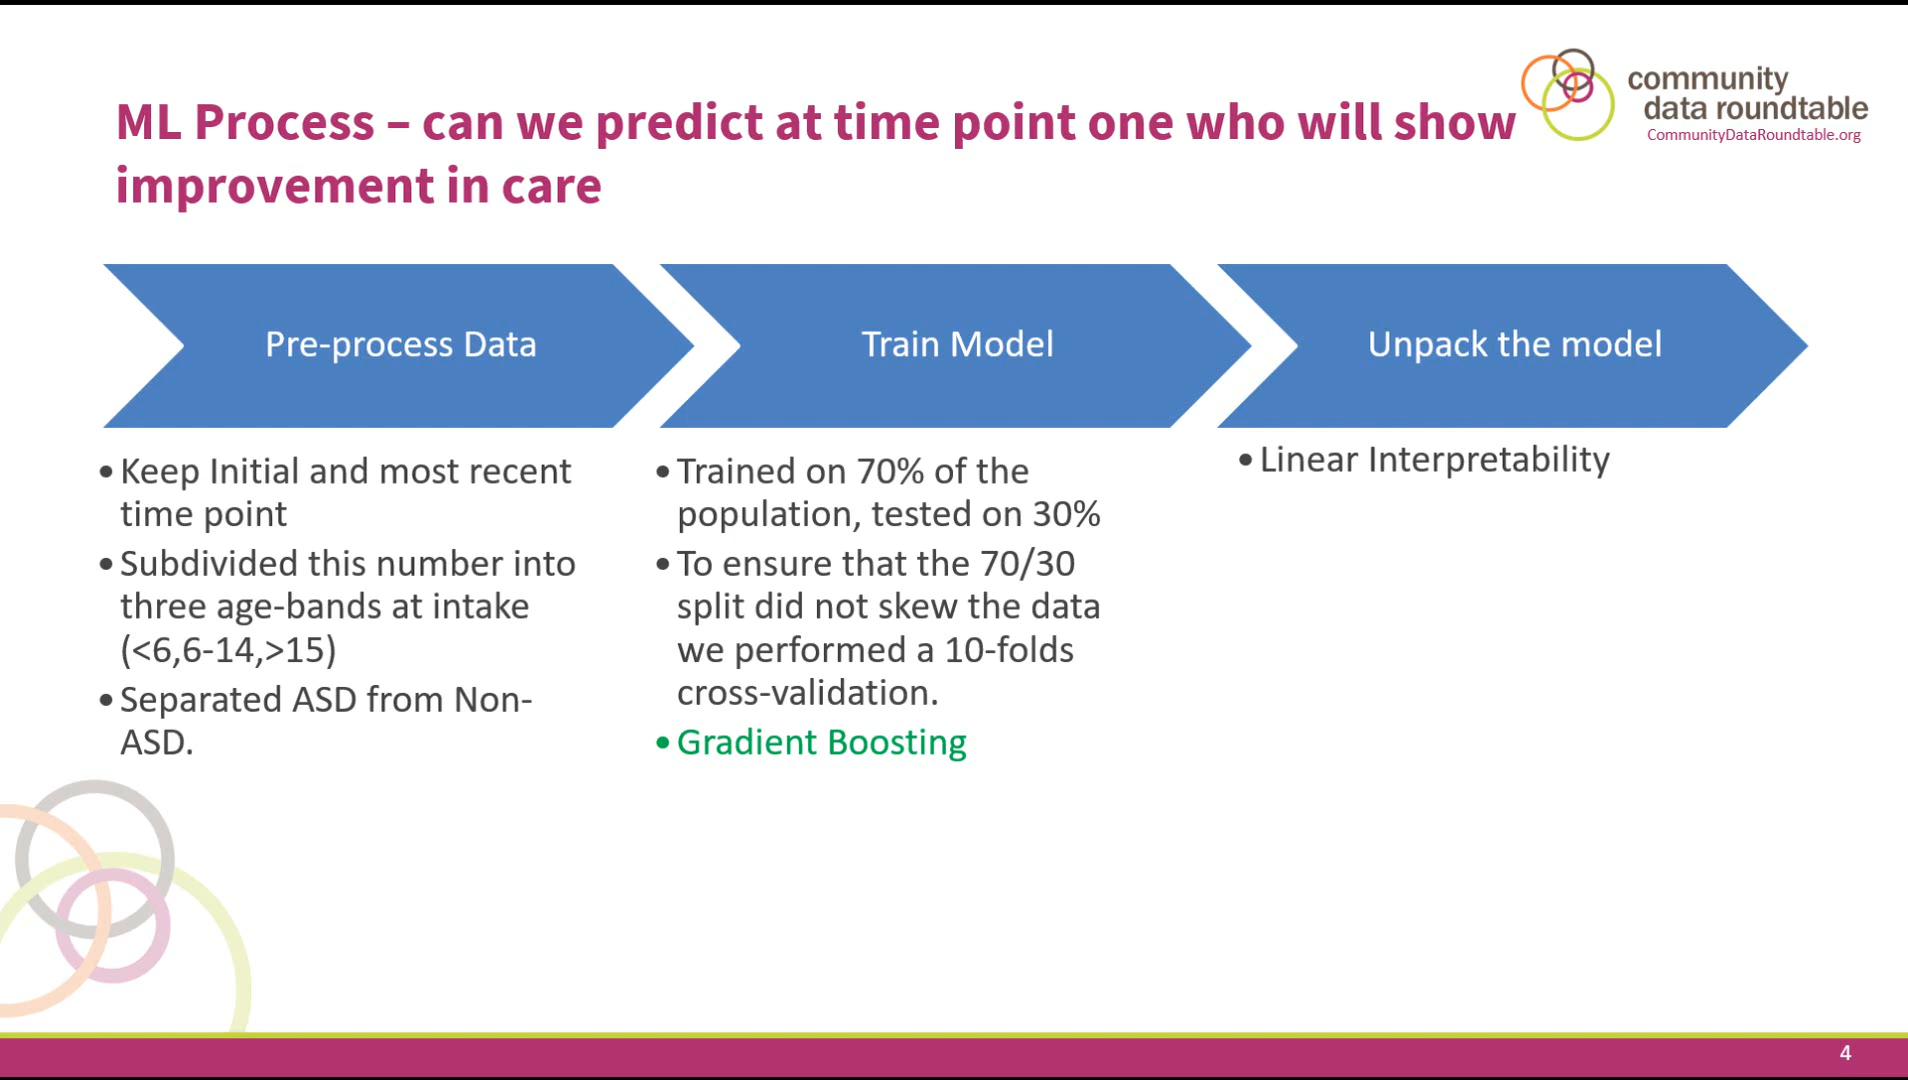 community
data roundtable
CommunityDataRoundtable.org
ML Process – can we predict at time point one who will show
improvement in care
Pre-process Data
•Keep Initial and most recent
time point
•Subdivided this number into
three age-bands at intake
(<6,6-14,>15)
•Separated ASD from Non-
ASD.
Train Model
•Trained on 70% of the
population, tested on 30%
•To ensure that the 70/30
split did not skew the data
we performed a 10-folds
cross-validation.
•Gradient Boosting
Unpack the model
•Linear Interpretability
4